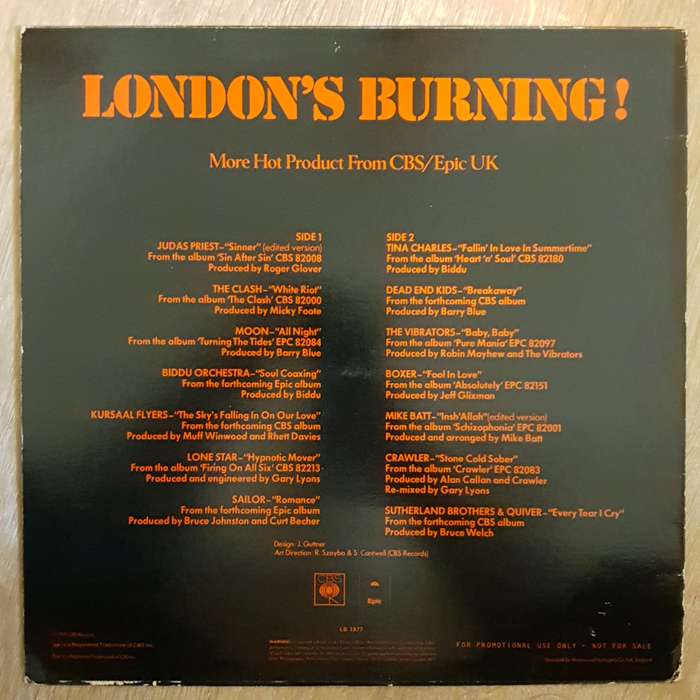 LONDON'S BURNING!
More Hot Product From CBS/Epic UK
SIDE 1
JUDAS PRIEST–"Sinner" (edited version)
From the album 'Sin After Sin' CBS 82008
Produced by Roger Glover
THE CLASH–"White Riot"
From the album 'The Clash' CBS 82000
Produced by Micky Foote
MOON–"All Night"
From the album 'Turning The Tides' EPC 82084
Produced by Barry Blue
BIDDU ORCHESTRA–"Soul Coaxing"
From the forthcoming Epic album
Produced by Biddu
KURSAAL FLYERS–"The Sky's Falling In On Our Love"
From the forthcoming CBS album
Produced by Muff Winwood and Rhett Davies
LONE STAR–"Hypnotic Mover"
From the album 'Firing On All Six' CBS 82213
Produced and engineered by Gary Lyons
SAILOR–"Romance"
From the forthcoming Epic album
Produced by Bruce Johnston and Curt Becher
SIDE 2
TINA CHARLES–"Fallin' In Love In Summertime"
From the album 'Heart 'n' Soul' CBS 82180
Produced by Biddu
DEAD END KIDS–"Breakaway"
From the forthcoming CBS album
Produced by Barry Blue
THE VIBRATORS–"Baby, Baby"
From the album 'Pure Mania' EPC 82097
Produced by Robin Mayhew and The Vibrators
BOXER–"Fool In Love"
From the album 'Absolutely' EPC 82151
Produced by Jeff Glixman
MIKE BATT–"Insh'Allah" (edited version)
From the album 'Schizophonia' EPC 82001
Produced and arranged by Mike Batt
CRAWLER–"Stone Cold Sober"
From the album 'Crawler' EPC 82083
Produced by Alan Callan and Crawler
Re-mixed by Gary Lyons
SUTHERLAND BROTHERS & QUIVER–"Every Tear I Cry"
From the forthcoming CBS album
Produced by Bruce Welch
Design: J. Guttner
Art Direction: R. Szaybo & S. Cantwell (CBS Records)
CBS
Epic
LB 1977
WARNING:
FOR PROMOTIONAL USE ONLY - NOT FOR SALE